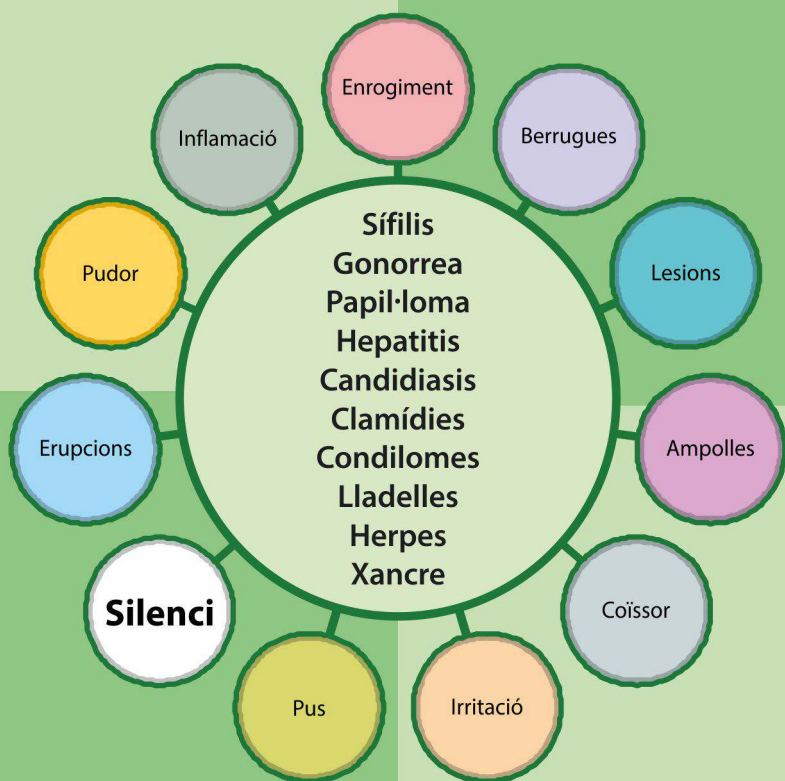 Enrogiment
Berrugues
Inflamació
Lesions
Pudor
Sífilis
Gonorrea
Papil·loma
Hepatitis
Candidiasis
Clamídies
Condilomes
Lladelles
Herpes
Xancre
Erupcions
Ampolles
Silenci
Coïssor
Pus
Irritació